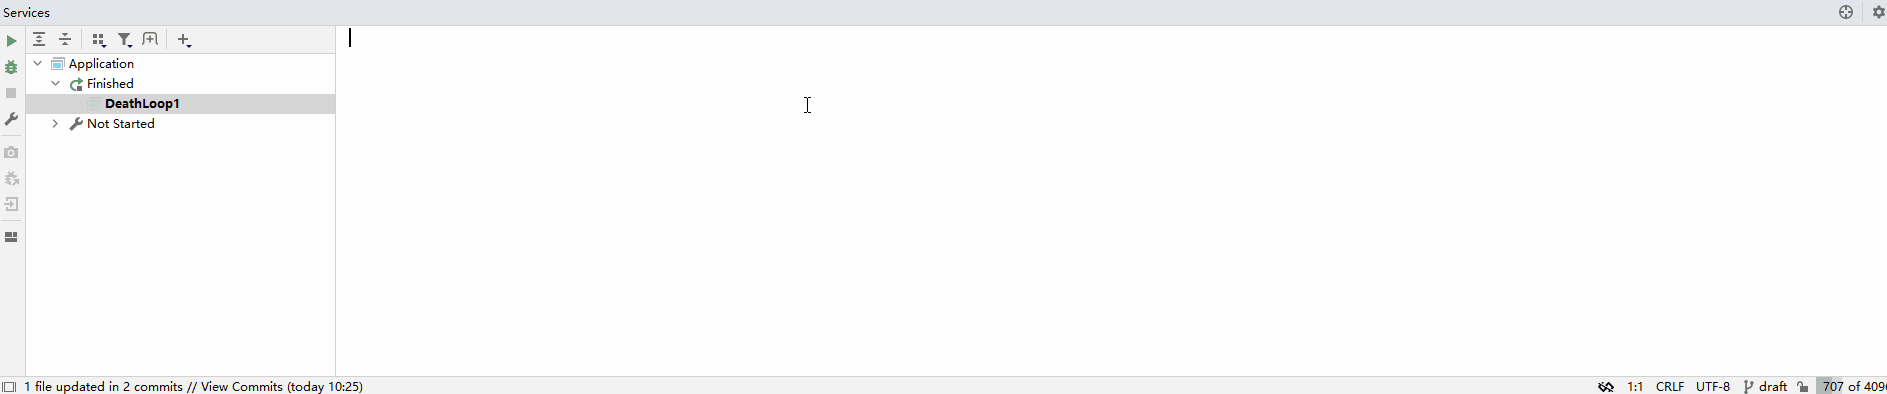 Services
Application
Finished
DeathLoop1
Not Started
1 file updated in 2 commits // View Commits (today 10:25)
1:1 CRLF UTF-8 draft 707 of 409